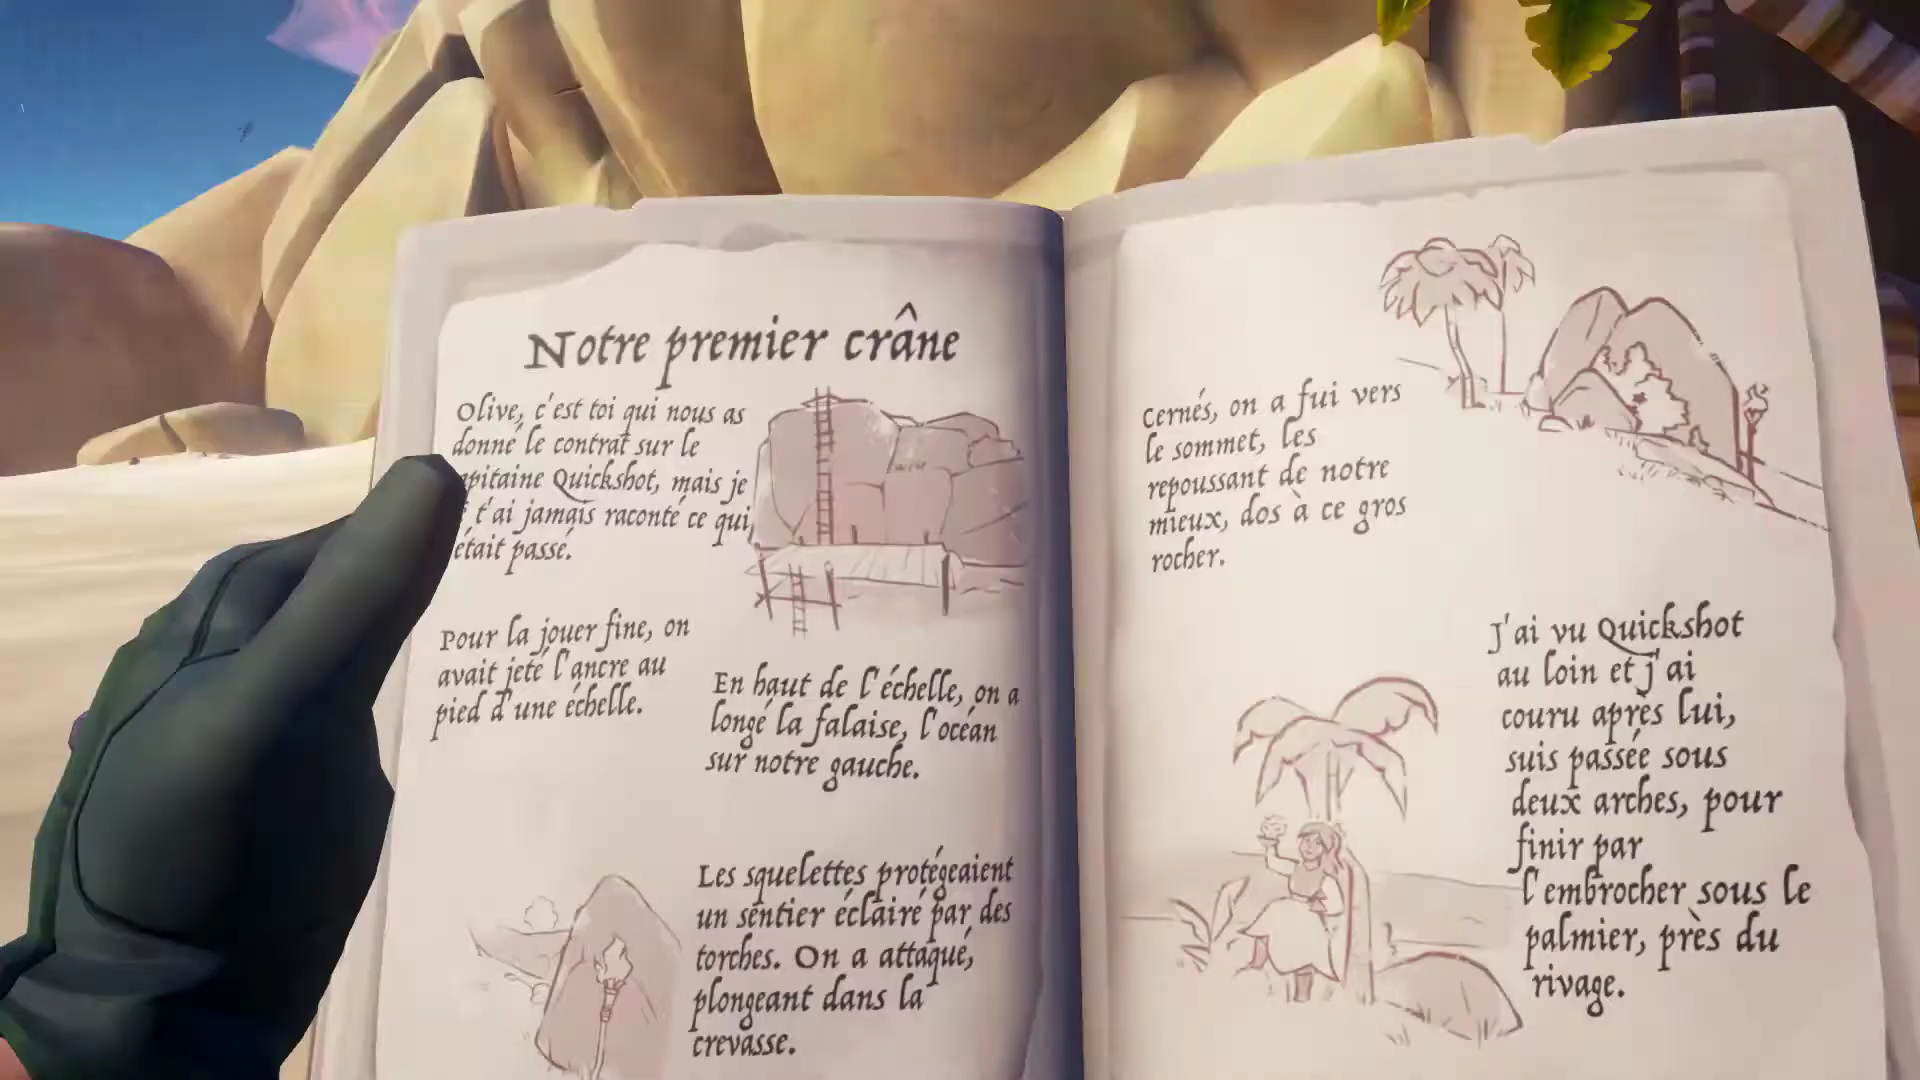 Notre premier crâne
Olive, c'est toi qui nous as
donné le contrat sur le
Quickshot, mais je
t'ai jamais raconté ce qui
était passé.
Pour la jouer fine, on
avait jeté l'ancre au
pied d'une échelle.
En haut de l'échelle, on a
longé la falaise, l'océan
sur notre gauche.
Les squelettes protégeaient
un sentier éclairé par des
torches. On a attaqué,
plongeant dans la
crevasse.
Cernés, on a fui vers
le sommet, les
repoussant de notre
mieux, dos à ce gros
rocher.
J'ai vu Quickshot
au loin et j'ai
couru après lui,
suis passée sous
deux arches, pour
finir par
l'embrocher sous le
palmier, près du
rivage.